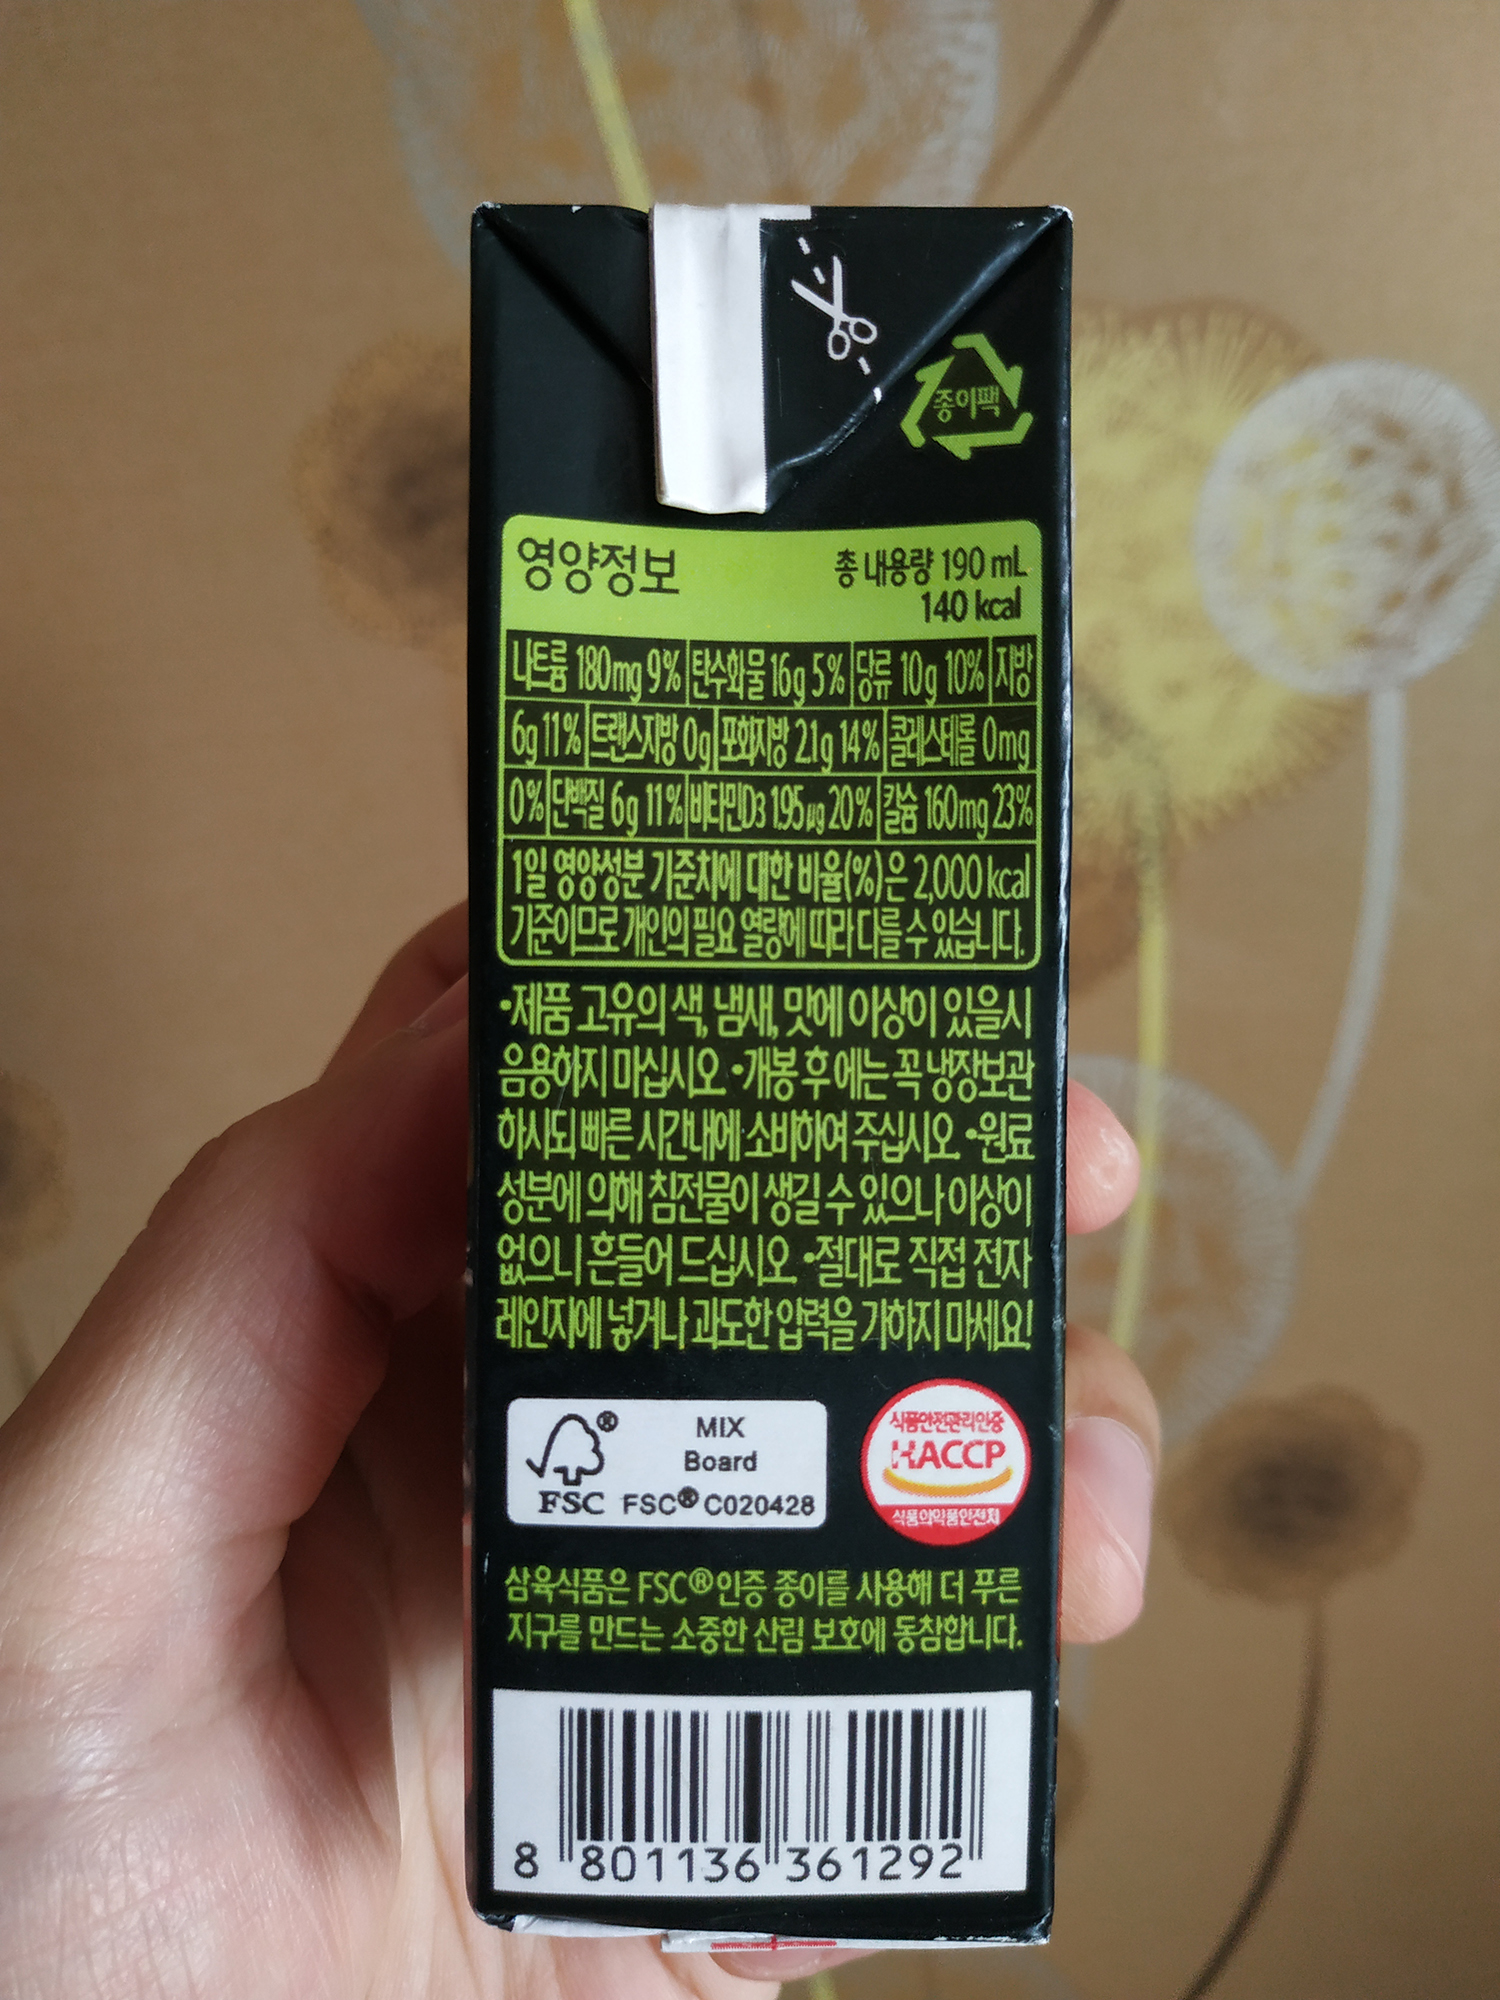 종이팩
영양정보
총 내용량 190 mL
140 kcal
나트륨 180mg 9% 탄수화물 16g 5% 당류 10g 10% 지방
6g 11% 트랜스지방 0g 포화지방 2.1g 14% 콜레스테롤 0mg
0% 단백질 6g 11% 비타민D3 1.95㎍ 20% 칼슘 160mg 23%
1일 영양성분 기준치에 대한 비율(%)은 2,000 kcal
기준이므로 개인의 필요 열량에 따라 다를 수 있습니다.
•제품 고유의 색, 냄새, 맛에 이상이 있을시
음용하지 마십시오. •개봉 후에는 꼭 냉장보관
하시되 빠른 시간내에 소비하여 주십시오. •원료
성분에 의해 침전물이 생길 수 있으나 이상이
없으니 흔들어 드십시오. •절대로 직접 전자
레인지에 넣거나 과도한 압력을 가하지 마세요!
MIX
Board
FSC FSC® C020428
식품안전관리인증
HACCP
식품의약품안전처
삼육식품은 FSC® 인증 종이를 사용해 더 푸른
지구를 만드는 소중한 산림 보호에 동참합니다.
8 801136 361292